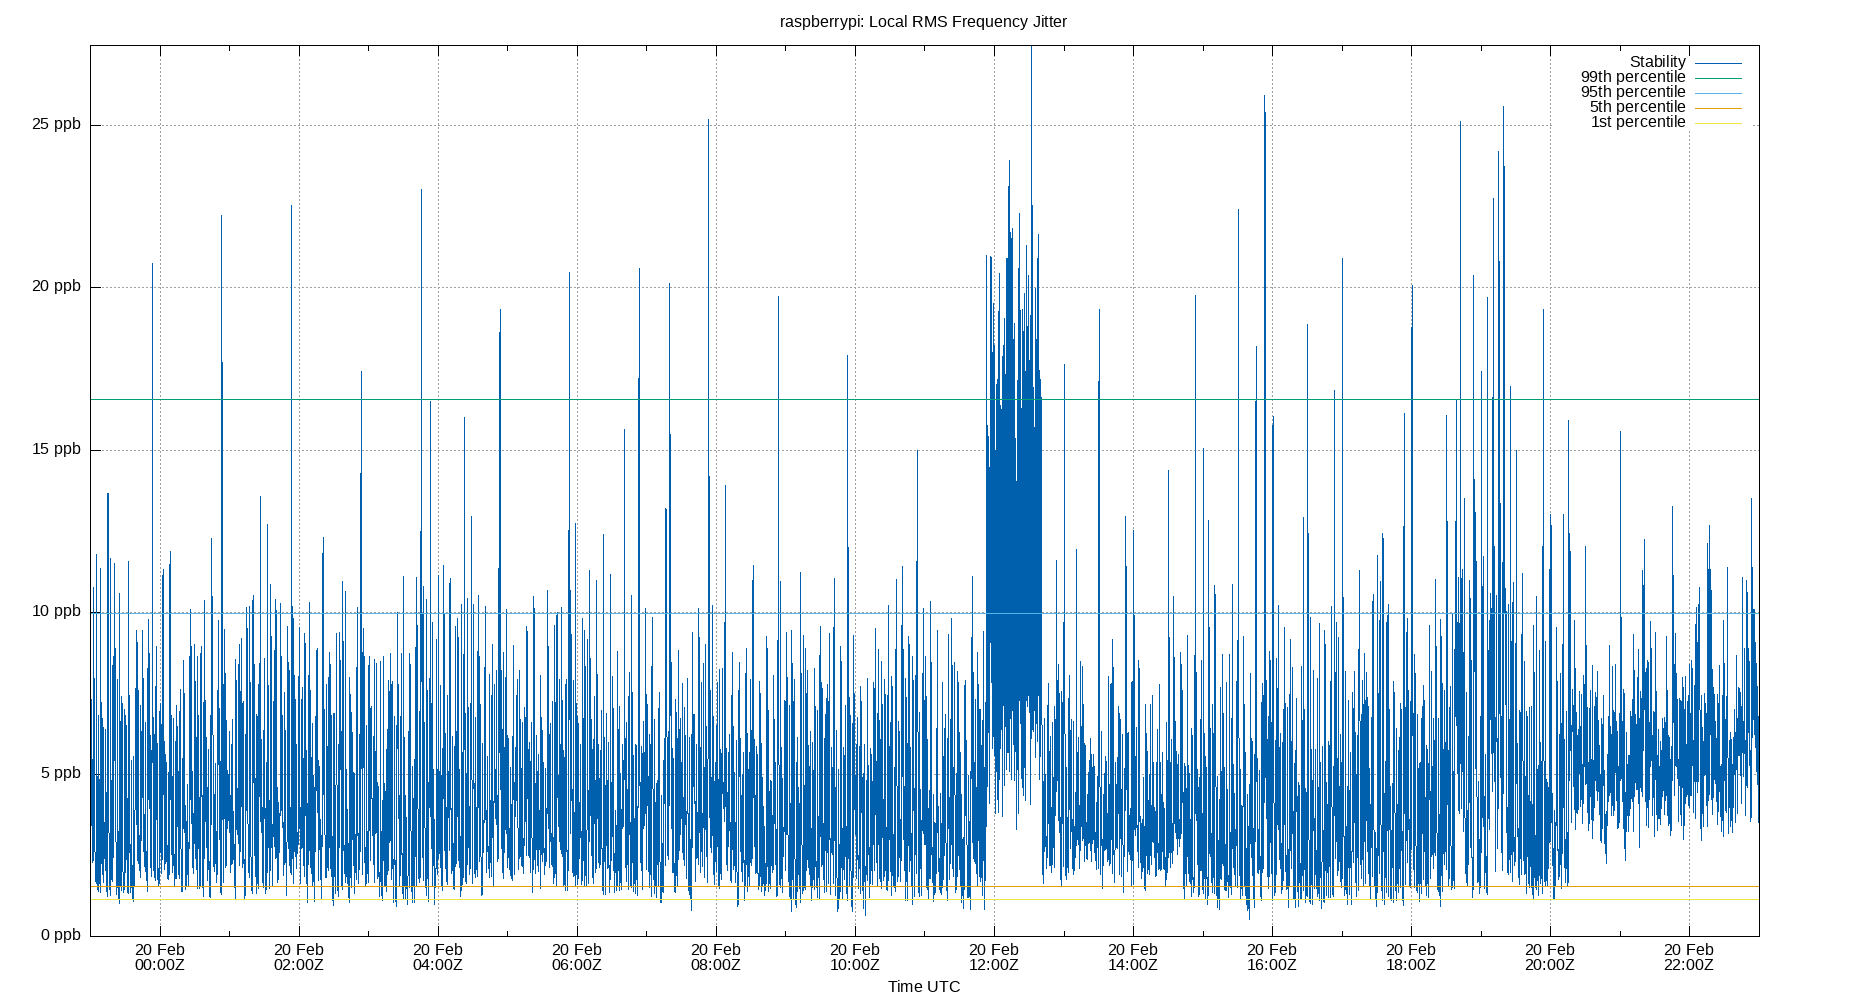 raspberrypi: Local RMS Frequency Jitter
Stability
99th percentile
95th percentile
5th percentile
1st percentile
25 ppb
20 ppb
15 ppb
10 ppb
5 ppb
0 ppb
20 Feb 20 Feb 20 Feb 20 Feb 20 Feb 20 Feb 20 Feb 20 Feb 20 Feb 20 Feb 20 Feb 20 Feb
00:00Z 02:00Z 04:00Z 06:00Z 08:00Z 10:00Z 12:00Z 14:00Z 16:00Z 18:00Z 20:00Z 22:00Z
Time UTC